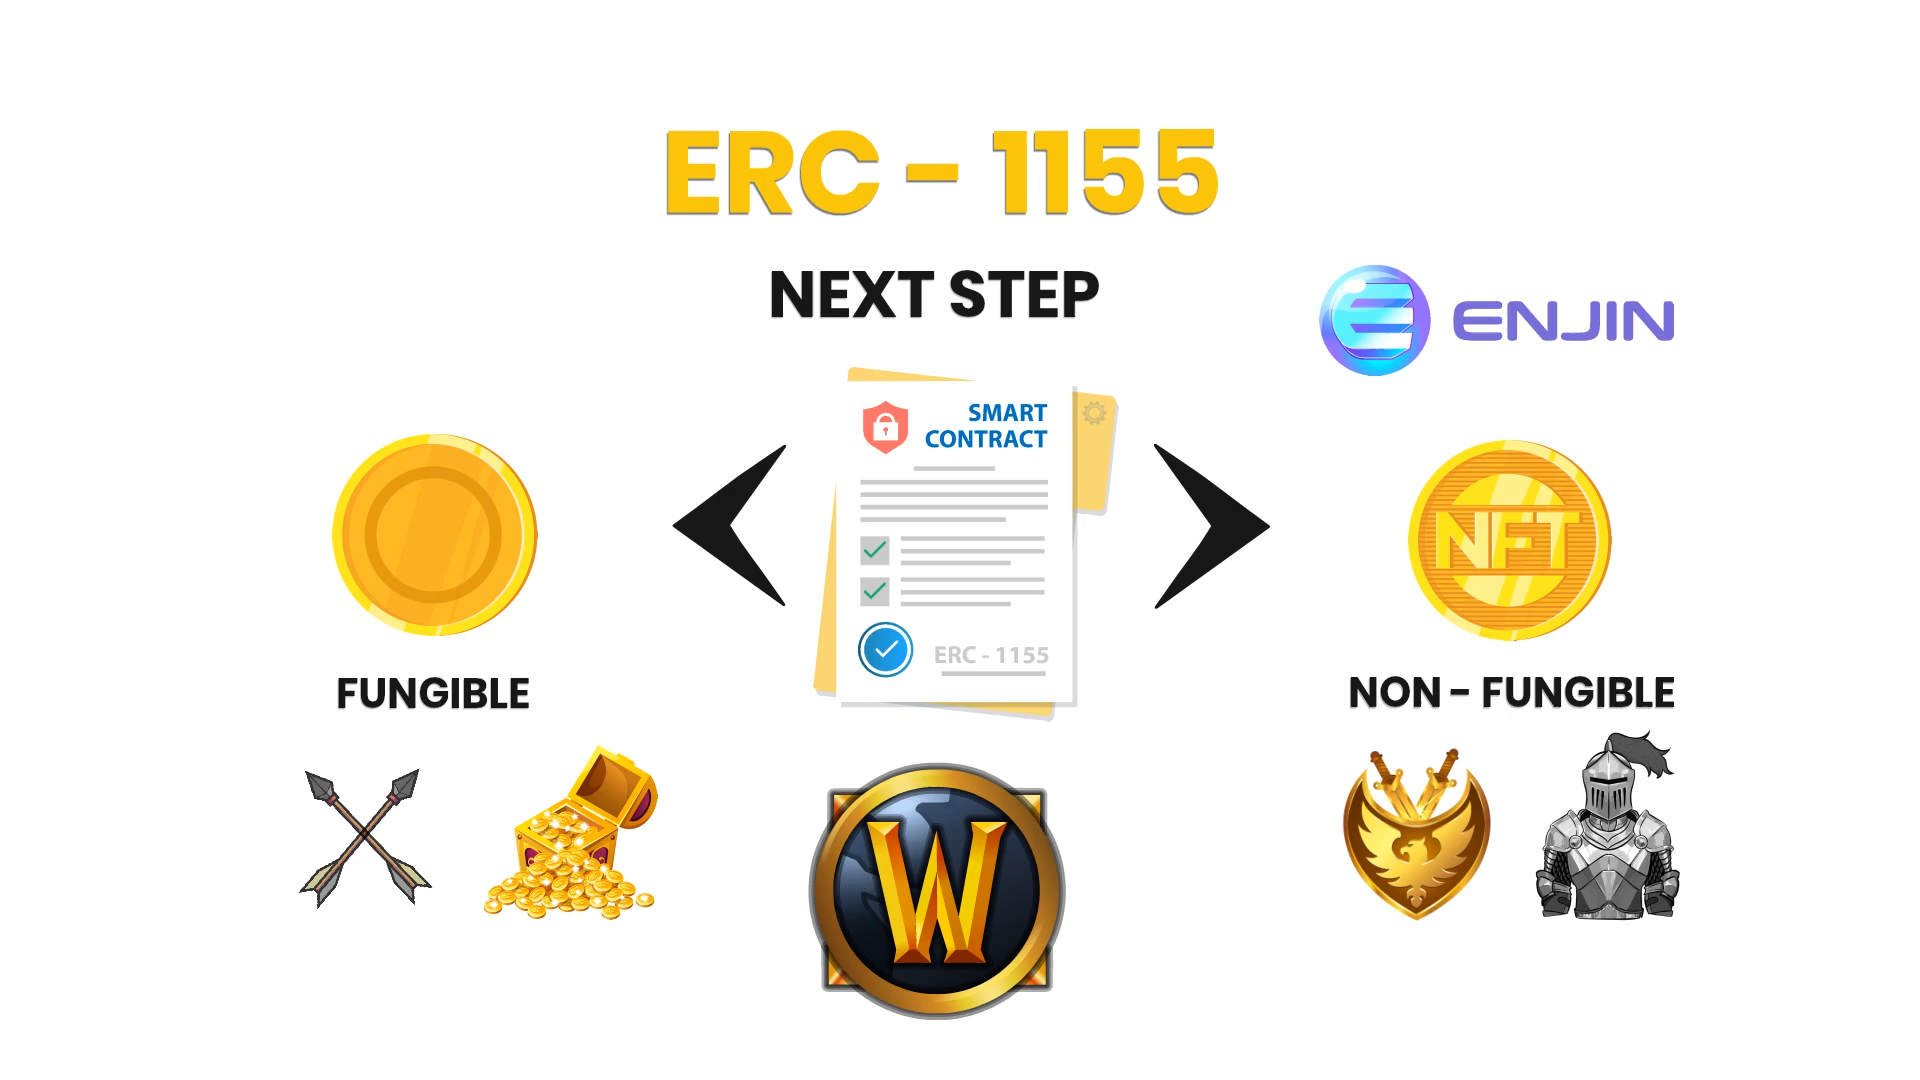 ERC - 1155
NEXT STEP
ENJIN
SMART
CONTRACT
ERC - 1155
NFT
FUNGIBLE
NON - FUNGIBLE
W